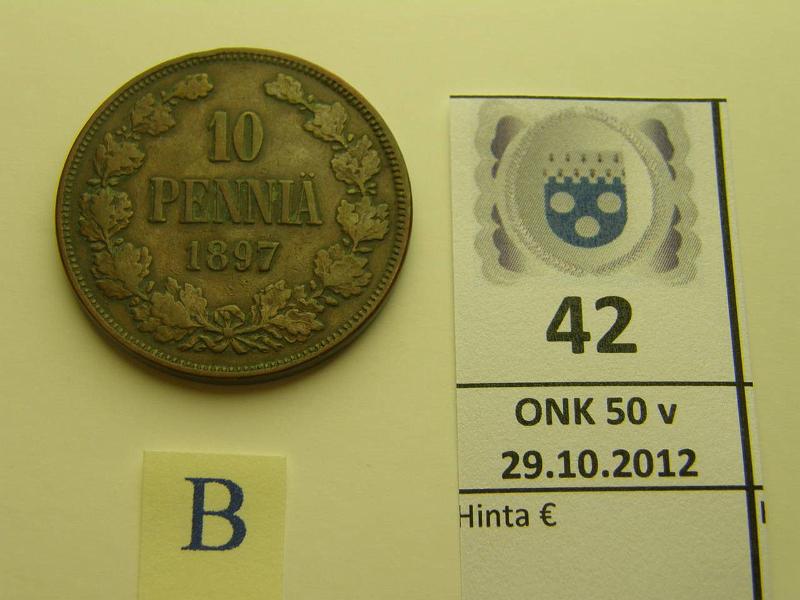 10
PENNIÄ
1897
42
ONK 50 v
29.10.2012
Hinta €
B